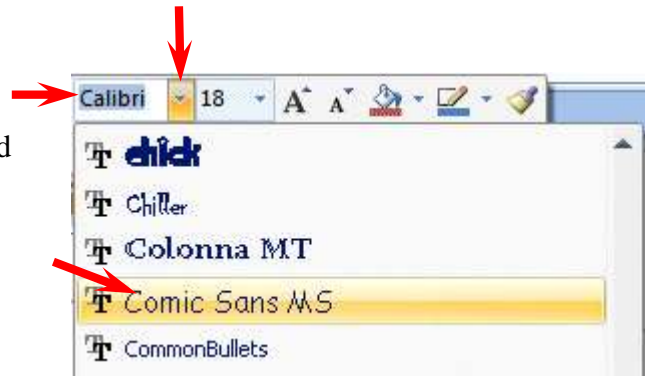 Calibri 18 A A
d
chick
Chiller
Colonna MT
Comic Sans MS
CommonBullets